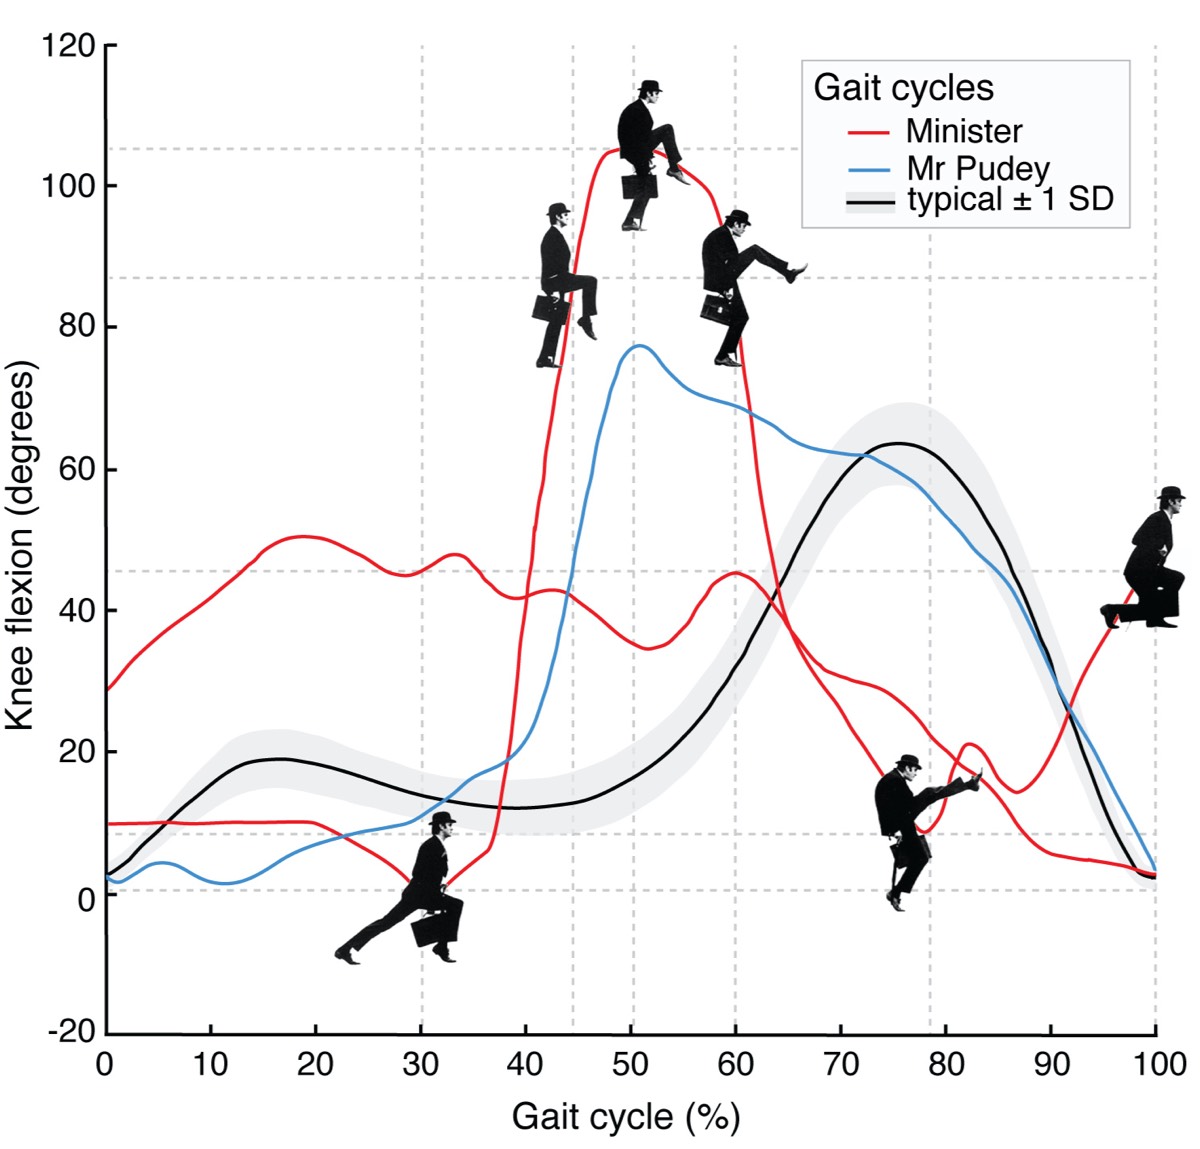 120
100
80
60
40
20
0
-20
Knee flexion (degrees)
Gait cycles
Minister
Mr Pudey
typical ± 1 SD
0 10 20 30 40 50 60 70 80 90 100
Gait cycle (%)